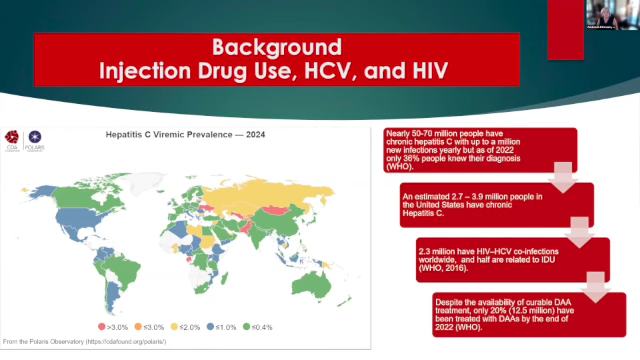 Background
Injection Drug Use, HCV, and HIV
CDA
POLARIS
Hepatitis C Viremic Prevalence — 2024
>3.0%
≤3.0%
≤2.0%
≤1.0%
≤0.4%
From the Polaris Observatory (https://cdafound.org/polaris/)
Nearly 50-70 million people have
chronic hepatitis C with up to a million
new infections yearly but as of 2022
only 36% people knew their diagnosis
(WHO).
An estimated 2.7 – 3.9 million people in
the United States have chronic
Hepatitis C.
2.3 million have HIV–HCV co-infections
worldwide, and half are related to IDU
(WHO, 2016).
Despite the availability of curable DAA
treatment, only 20% (12.5 million) have
been treated with DAAs by the end of
2022 (WHO).